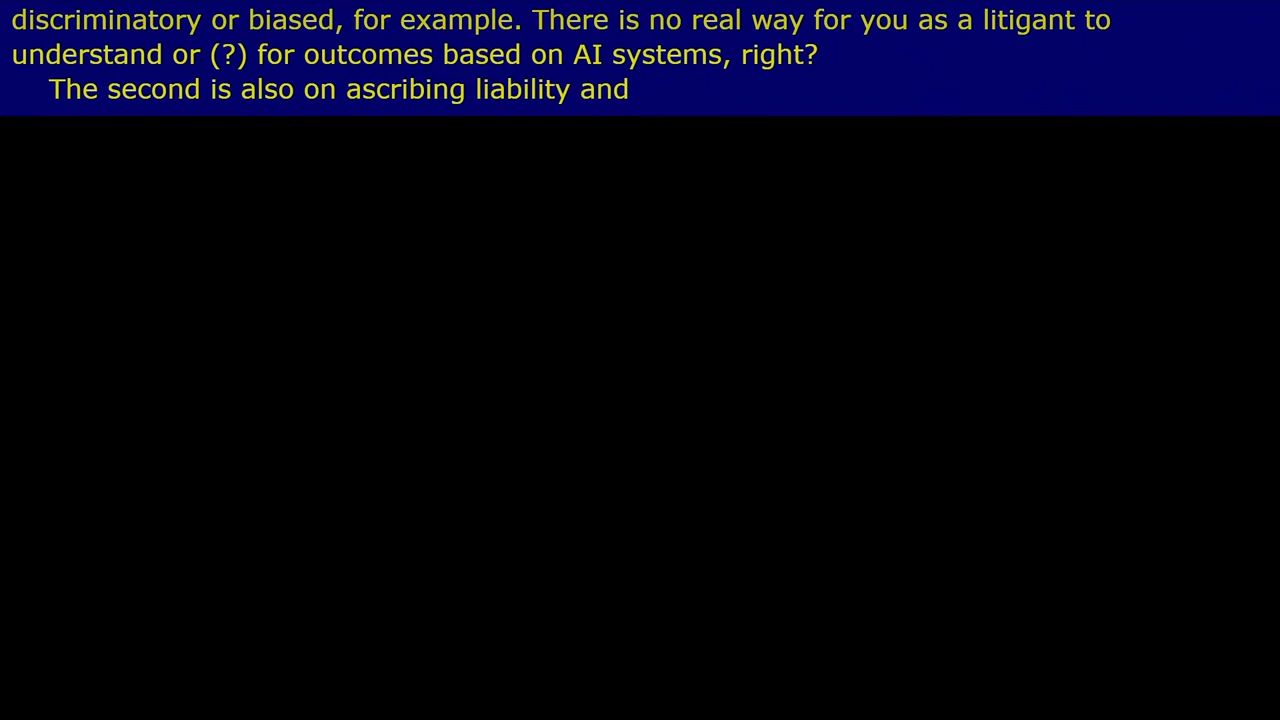 discriminatory or biased, for example. There is no real way for you as a litigant to
understand or (?) for outcomes based on AI systems, right?
The second is also on ascribing liability and